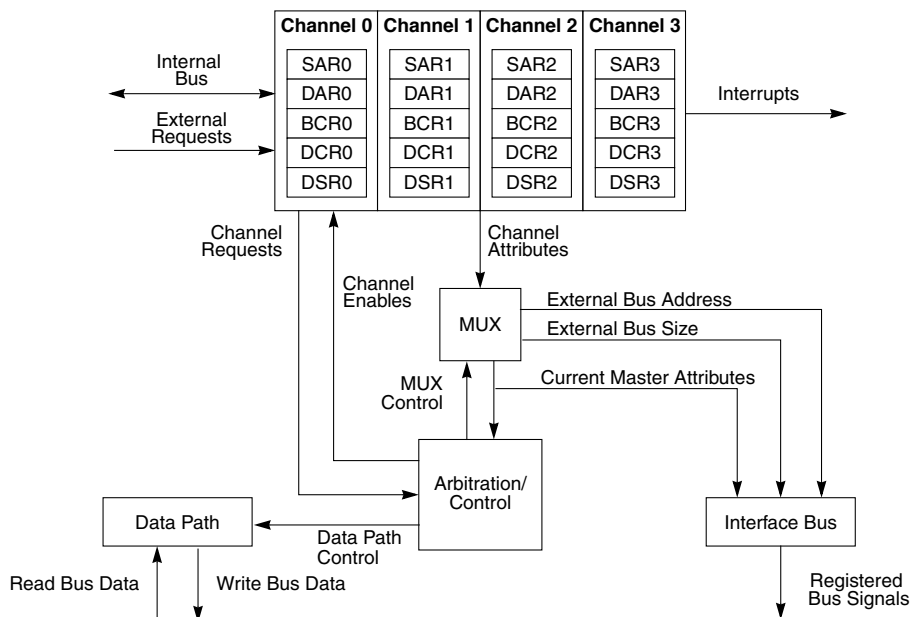 Channel 0 Channel 1 Channel 2 Channel 3
SAR0 SAR1 SAR2 SAR3
DAR0 DAR1 DAR2 DAR3
BCR0 BCR1 BCR2 BCR3
DCR0 DCR1 DCR2 DCR3
DSR0 DSR1 DSR2 DSR3
Internal
Bus
External
Requests
Interrupts
Channel
Requests
Channel
Enables
Channel
Attributes
MUX
External Bus Address
External Bus Size
Current Master Attributes
MUX
Control
Arbitration/
Control
Data Path
Data Path
Control
Interface Bus
Read Bus Data
Write Bus Data
Registered
Bus Signals